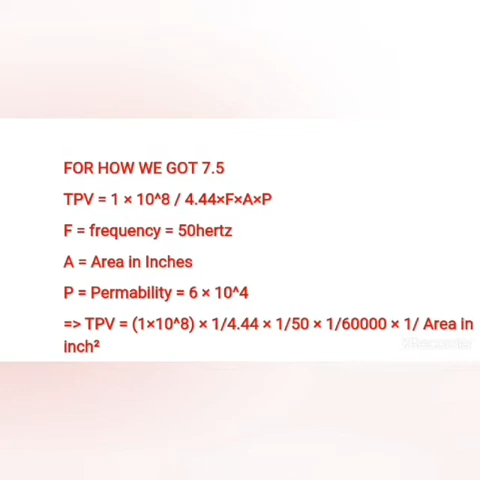 FOR HOW WE GOT 7.5
TPV = 1 × 10^8 / 4.44×F×A×P
F = frequency = 50hertz
A = Area in Inches
P = Permability = 6 × 10^4
=> TPV = (1×10^8) × 1/4.44 × 1/50 × 1/60000 × 1/ Area in
inch²